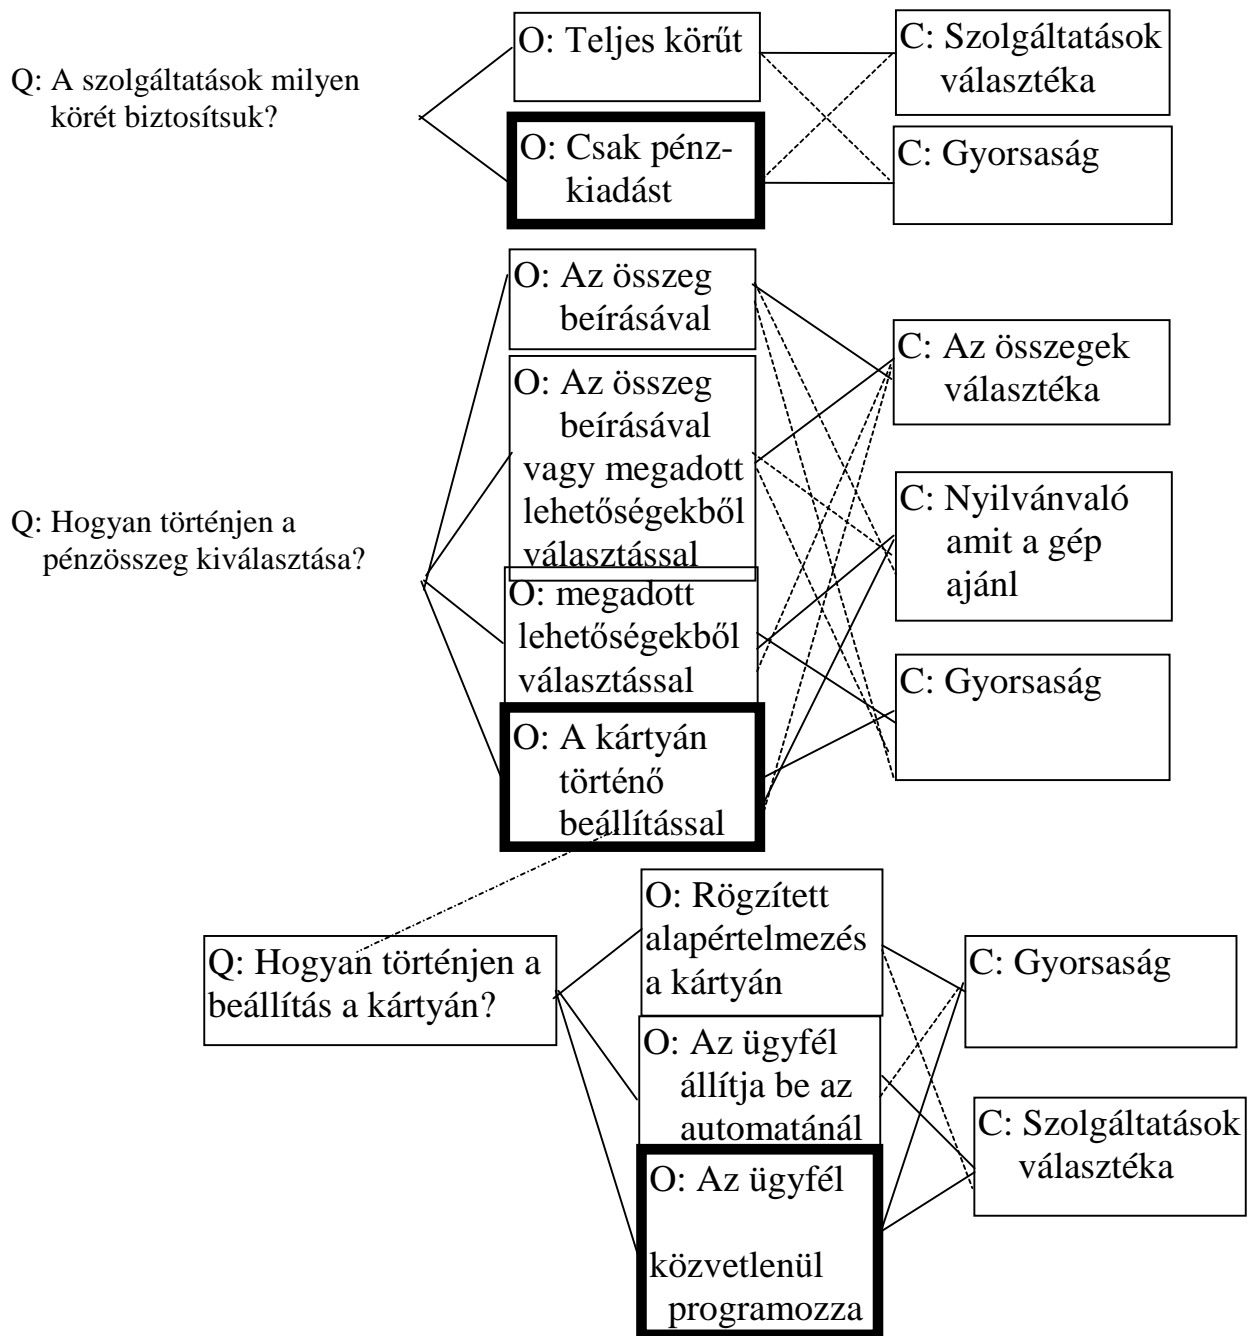 Q: A szolgáltatások milyen
körét biztosítsuk?
O: Teljes körűt
O: Csak pénz-
kiadást
C: Szolgáltatások
választéka
C: Gyorsaság
Q: Hogyan történjen a
pénzösszeg kiválasztása?
O: Az összeg
beírásával
O: Az összeg
beírásával
vagy megadott
lehetőségekből
választással
O: megadott
lehetőségekből
választással
O: A kártyán
történő
beállítással
C: Az összegek
választéka
C: Nyilvánvaló
amit a gép
ajánl
C: Gyorsaság
Q: Hogyan történjen a
beállítás a kártyán?
O: Rögzített
alapértelmezés
a kártyán
O: Az ügyfél
állítja be az
automatánál
O: Az ügyfél
közvetlenül
programozza
C: Gyorsaság
C: Szolgáltatások
választéka